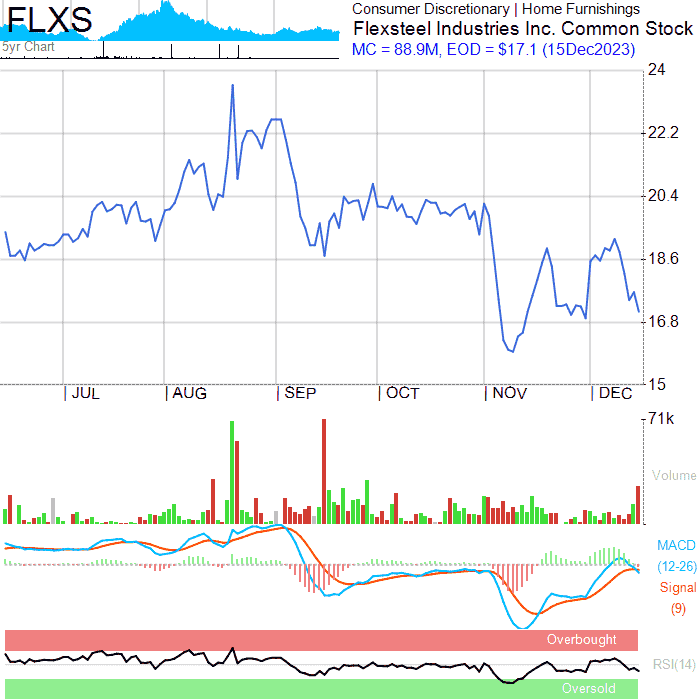 FLXS
5yr Chart
Consumer Discretionary | Home Furnishings
Flexsteel Industries Inc. Common Stock
MC = 88.9M, EOD = $17.1 (15Dec2023)
24
22.2
20.4
18.6
16.8
15
JUL
AUG
SEP
OCT
NOV
DEC
71k
Volume
MACD
(12-26)
Signal
(9)
Overbought
RSI(14)
Oversold